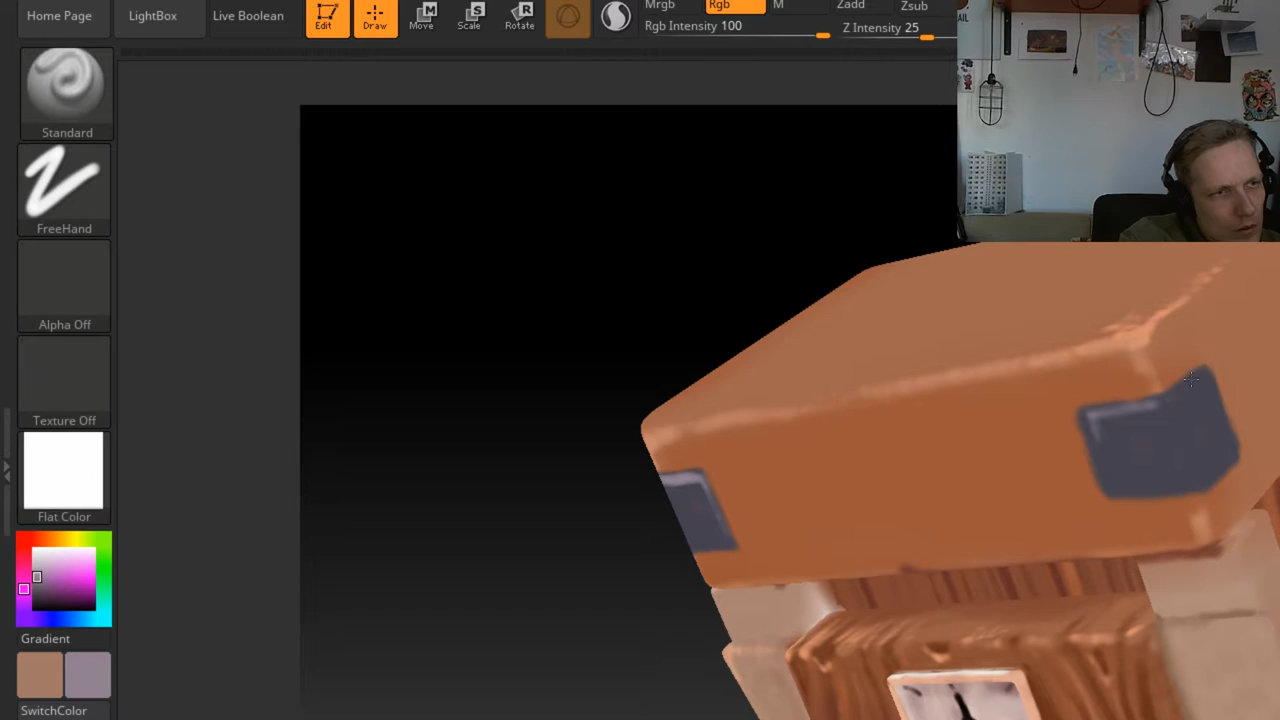 Home Page LightBox Live Boolean Edit Draw Move Scale Rotate Mrgb Rgb M Zadd Zsub
Rgb Intensity 100 Z Intensity 25
Standard
FreeHand
Alpha Off
Texture Off
Flat Color
Gradient
SwitchColor